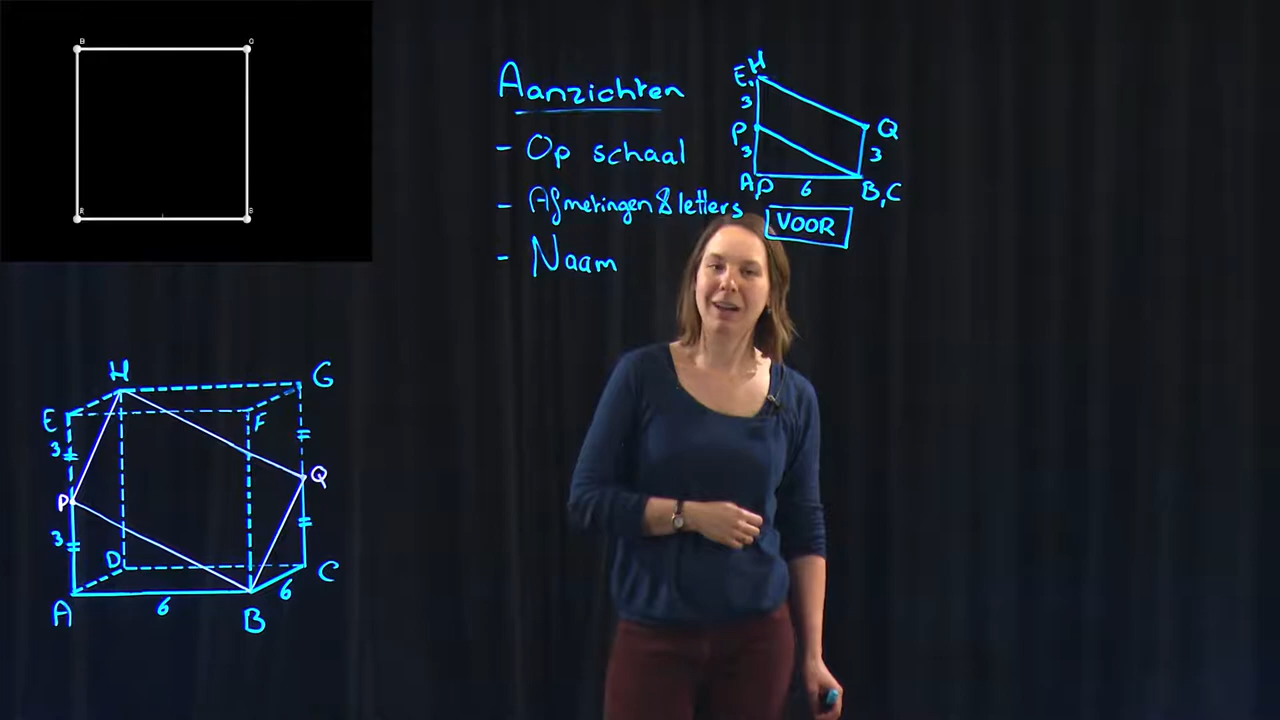 Aanzichten
- Op schaal
- Afmetingen & letters
- Naam
E, H
3
P
3
Q
3
A, D
6
B, C
VOOR
H
G
E
F
3
P
Q
3
D
C
6
6
A
B